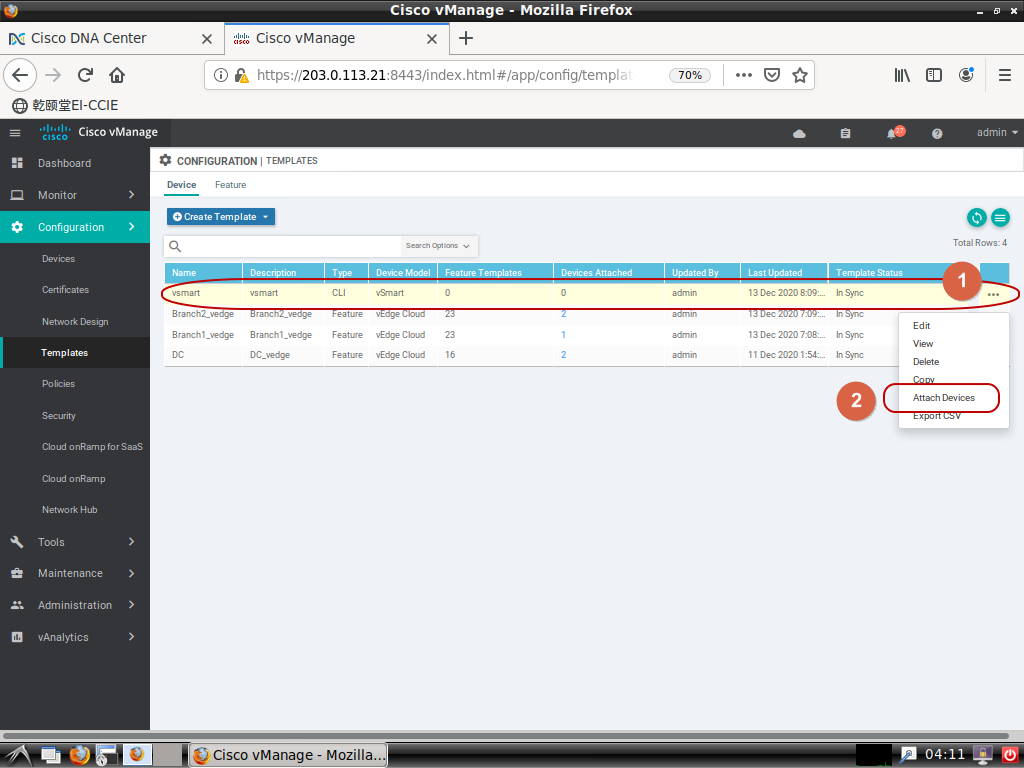 Cisco vManage - Mozilla Firefox
Cisco DNA Center
Cisco vManage
https://203.0.113.21:8443/index.html#/app/config/templat
70%
乾颐堂EI-CCIE
cisco Cisco vManage
27
admin
Dashboard
Monitor
Configuration
Devices
Certificates
Network Design
Templates
Policies
Security
Cloud onRamp for SaaS
Cloud onRamp
Network Hub
Tools
Maintenance
Administration
vAnalytics
CONFIGURATION | TEMPLATES
Device Feature
Create Template
Search Options
Total Rows: 4
Name Description Type Device Model Feature Templates Devices Attached Updated By Last Updated Template Status
vsmart vsmart CLI vSmart 0 0 admin 13 Dec 2020 8:09:... In Sync
Branch2_vedge Branch2_vedge Feature vEdge Cloud 23 2 admin 13 Dec 2020 7:09:... In Sync
Branch1_vedge Branch1_vedge Feature vEdge Cloud 23 1 admin 13 Dec 2020 7:08:... In Sync
DC DC_vedge Feature vEdge Cloud 16 2 admin 11 Dec 2020 1:54:... In Sync
1
Edit
View
Delete
Copy
Attach Devices
Export CSV
2
Cisco vManage - Mozilla...
04:11